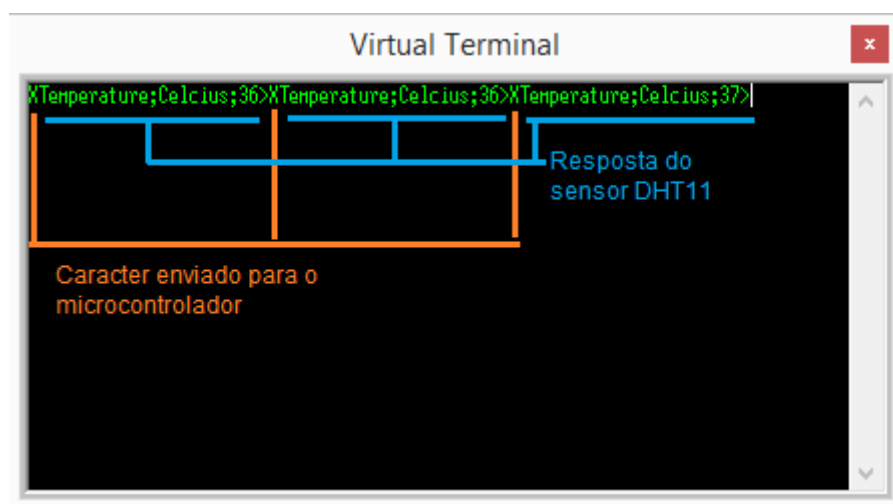 Virtual Terminal
x
XTemperature;Celcius;36>XTemperature;Celcius;36>XTemperature;Celcius;37>
Resposta do
sensor DHT11
Caracter enviado para o
microcontrolador